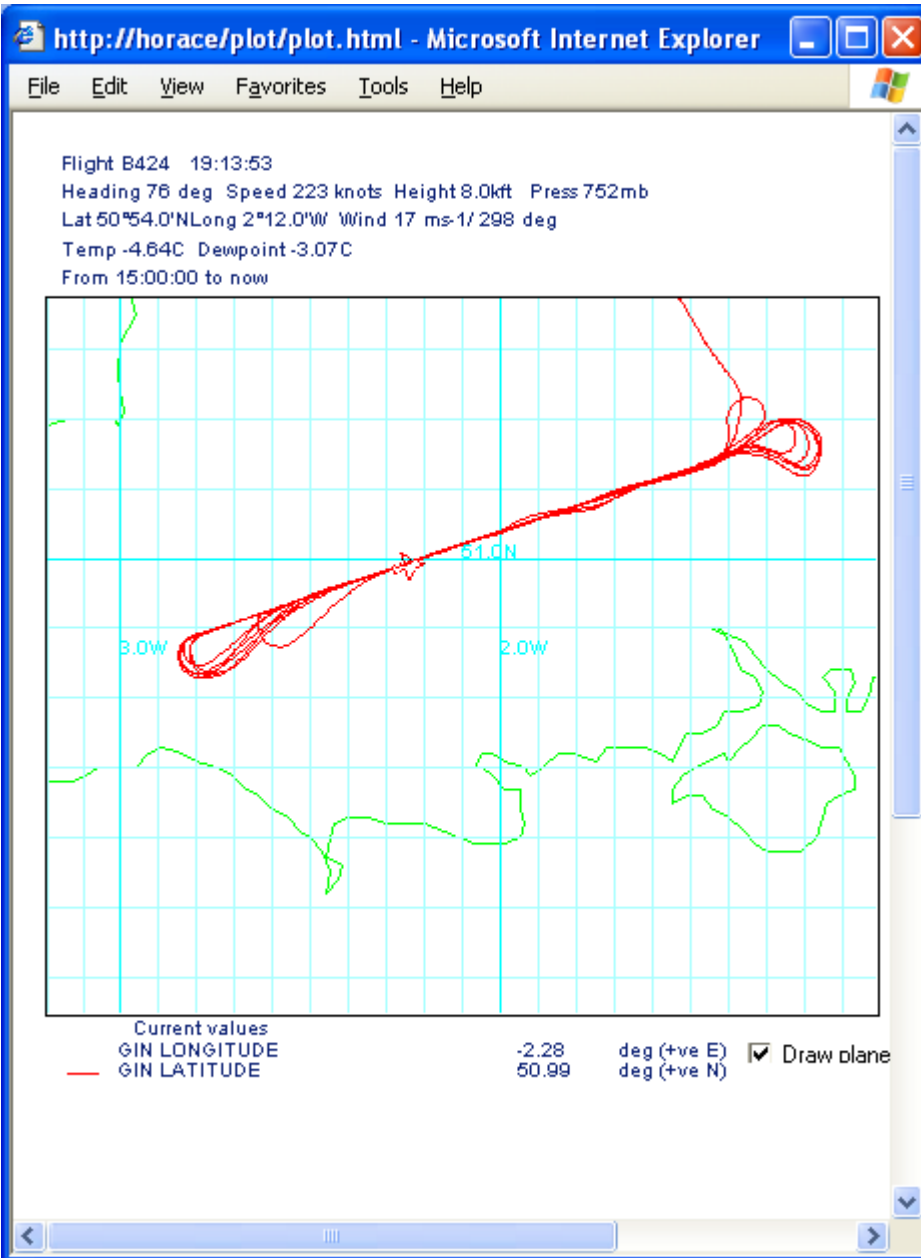 http://horace/plot/plot.html - Microsoft Internet Explorer
File Edit View Favorites Tools Help
Flight B424 19:13:53
Heading 76 deg Speed 223 knots Height 8.0kft Press 752mb
Lat 50°54.0'NLong 2°12.0'W Wind 17 ms-1/ 298 deg
Temp -4.64C Dewpoint -3.07C
From 15:00:00 to now
51.0N
3.0W 2.0W
Current values
GIN LONGITUDE -2.28 deg (+ve E)
GIN LATITUDE 50.99 deg (+ve N)
Draw plane